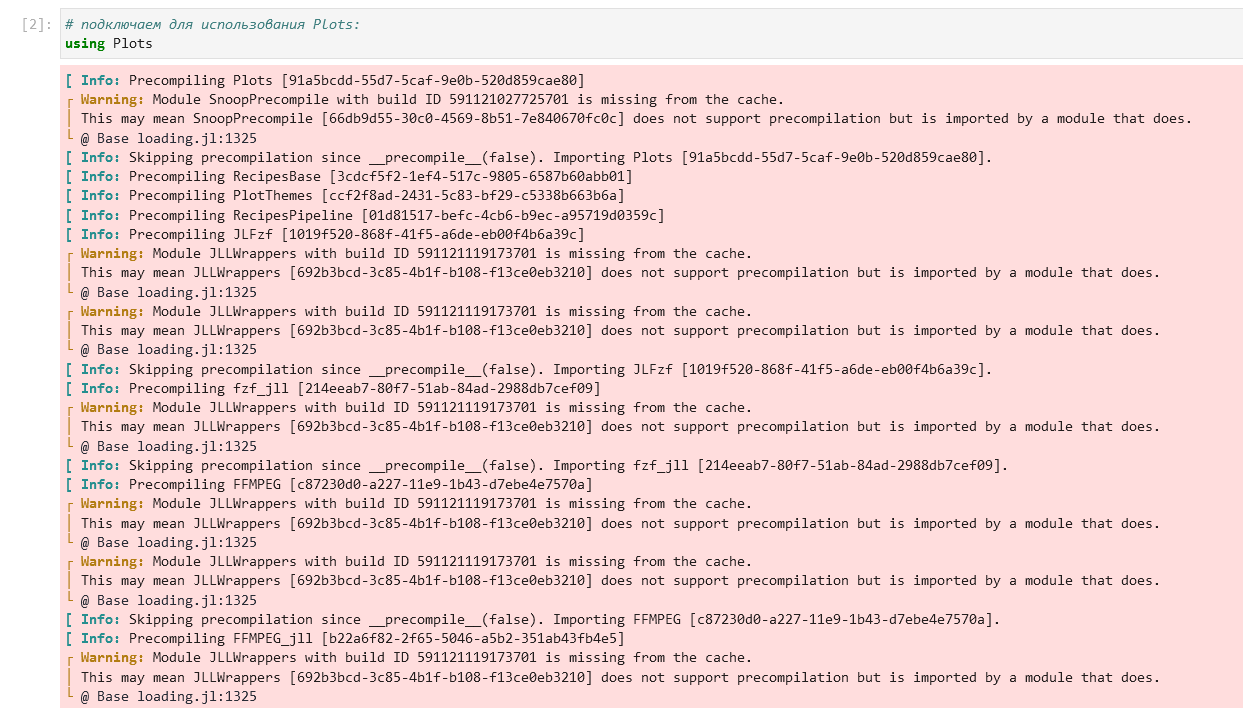 [2]: # подключаем для использования Plots:
using Plots
[ Info: Precompiling Plots [91a5bcdd-55d7-5caf-9e0b-520d859cae80]
┌ Warning: Module SnoopPrecompile with build ID 591121027725701 is missing from the cache.
│ This may mean SnoopPrecompile [66db9d55-30c0-4569-8b51-7e840670fc0c] does not support precompilation but is imported by a module that does.
└ @ Base loading.jl:1325
[ Info: Skipping precompilation since __precompile__(false). Importing Plots [91a5bcdd-55d7-5caf-9e0b-520d859cae80].
[ Info: Precompiling RecipesBase [3cdcf5f2-1ef4-517c-9805-6587b60abb01]
[ Info: Precompiling PlotThemes [ccf2f8ad-2431-5c83-bf29-c5338b663b6a]
[ Info: Precompiling RecipesPipeline [01d81517-befc-4cb6-b9ec-a95719d0359c]
[ Info: Precompiling JLFzf [1019f520-868f-41f5-a6de-eb00f4b6a39c]
┌ Warning: Module JLLWrappers with build ID 591121119173701 is missing from the cache.
│ This may mean JLLWrappers [692b3bcd-3c85-4b1f-b108-f13ce0eb3210] does not support precompilation but is imported by a module that does.
└ @ Base loading.jl:1325
┌ Warning: Module JLLWrappers with build ID 591121119173701 is missing from the cache.
│ This may mean JLLWrappers [692b3bcd-3c85-4b1f-b108-f13ce0eb3210] does not support precompilation but is imported by a module that does.
└ @ Base loading.jl:1325
[ Info: Skipping precompilation since __precompile__(false). Importing JLFzf [1019f520-868f-41f5-a6de-eb00f4b6a39c].
[ Info: Precompiling fzf_jll [214eeab7-80f7-51ab-84ad-2988db7cef09]
┌ Warning: Module JLLWrappers with build ID 591121119173701 is missing from the cache.
│ This may mean JLLWrappers [692b3bcd-3c85-4b1f-b108-f13ce0eb3210] does not support precompilation but is imported by a module that does.
└ @ Base loading.jl:1325
[ Info: Skipping precompilation since __precompile__(false). Importing fzf_jll [214eeab7-80f7-51ab-84ad-2988db7cef09].
[ Info: Precompiling FFMPEG [c87230d0-a227-11e9-1b43-d7ebe4e7570a]
┌ Warning: Module JLLWrappers with build ID 591121119173701 is missing from the cache.
│ This may mean JLLWrappers [692b3bcd-3c85-4b1f-b108-f13ce0eb3210] does not support precompilation but is imported by a module that does.
└ @ Base loading.jl:1325
┌ Warning: Module JLLWrappers with build ID 591121119173701 is missing from the cache.
│ This may mean JLLWrappers [692b3bcd-3c85-4b1f-b108-f13ce0eb3210] does not support precompilation but is imported by a module that does.
└ @ Base loading.jl:1325
[ Info: Skipping precompilation since __precompile__(false). Importing FFMPEG [c87230d0-a227-11e9-1b43-d7ebe4e7570a].
[ Info: Precompiling FFMPEG_jll [b22a6f82-2f65-5046-a5b2-351ab43fb4e5]
┌ Warning: Module JLLWrappers with build ID 591121119173701 is missing from the cache.
│ This may mean JLLWrappers [692b3bcd-3c85-4b1f-b108-f13ce0eb3210] does not support precompilation but is imported by a module that does.
└ @ Base loading.jl:1325